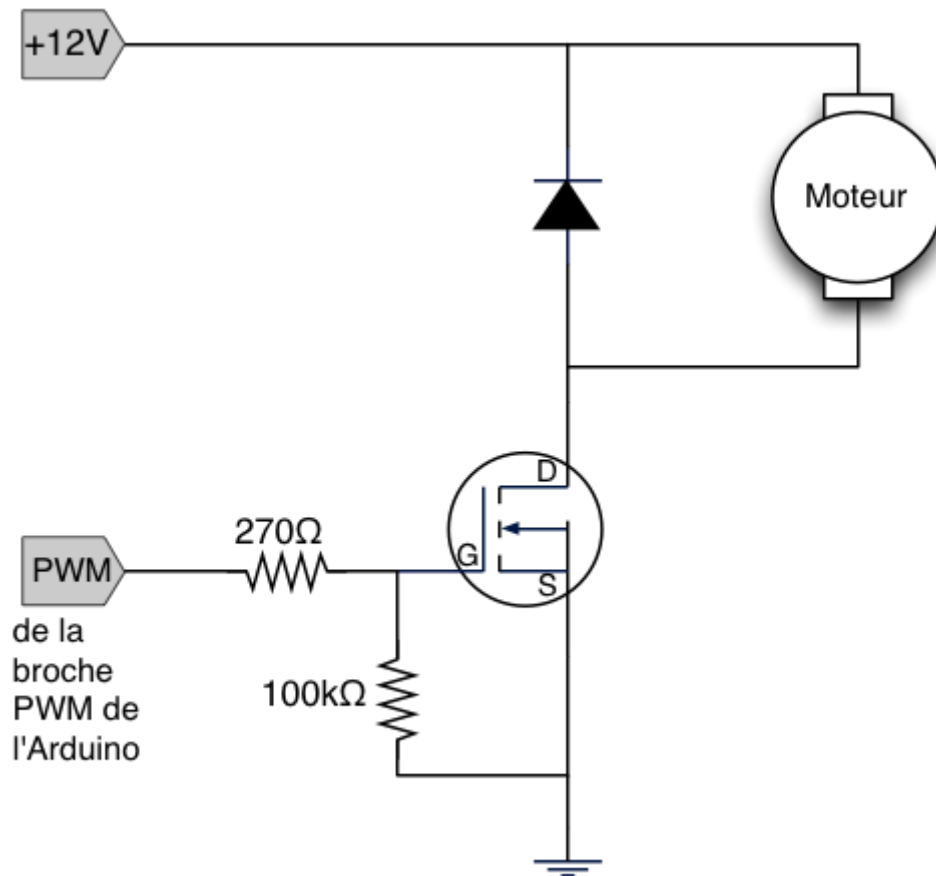 +12V
Moteur
D
270Ω
G
PWM
S
de la
broche
100kΩ
PWM de
l'Arduino